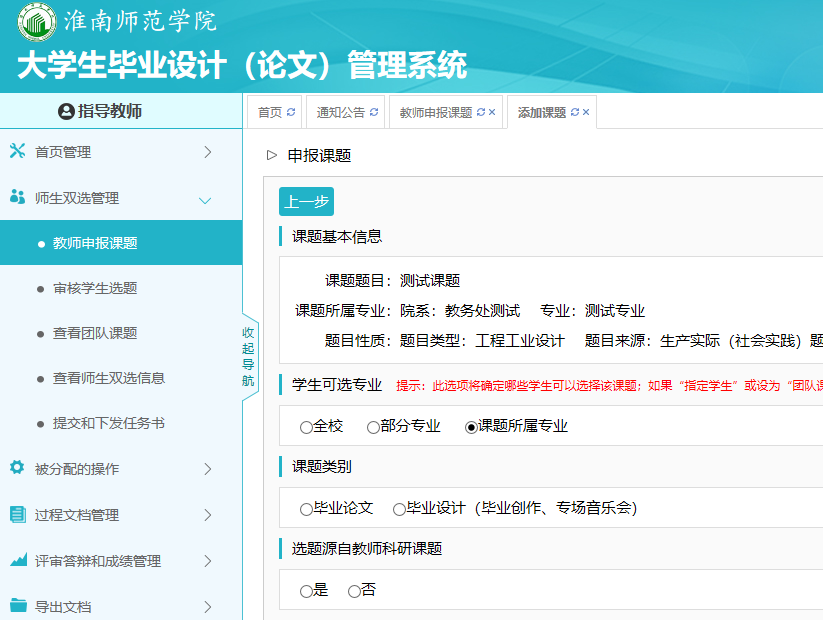 淮南师范学院
大学生毕业设计（论文）管理系统
指导教师
首页
通知公告
教师申报课题
添加课题
首页管理
师生双选管理
教师申报课题
审核学生选题
查看团队课题
查看师生双选信息
提交和下发任务书
被分配的操作
过程文档管理
评审答辩和成绩管理
导出文档
收起导航
申报课题
上一步
课题基本信息
课题题目：测试课题
课题所属专业：院系：教务处测试 专业：测试专业
题目性质：题目类型：工程工业设计 题目来源：生产实际（社会实践）题
学生可选专业 提示：此选项将确定哪些学生可以选择该课题；如果“指定学生”或设为“团队课
全校 部分专业 课题所属专业
课题类别
毕业论文 毕业设计（毕业创作、专场音乐会）
选题源自教师科研课题
是 否